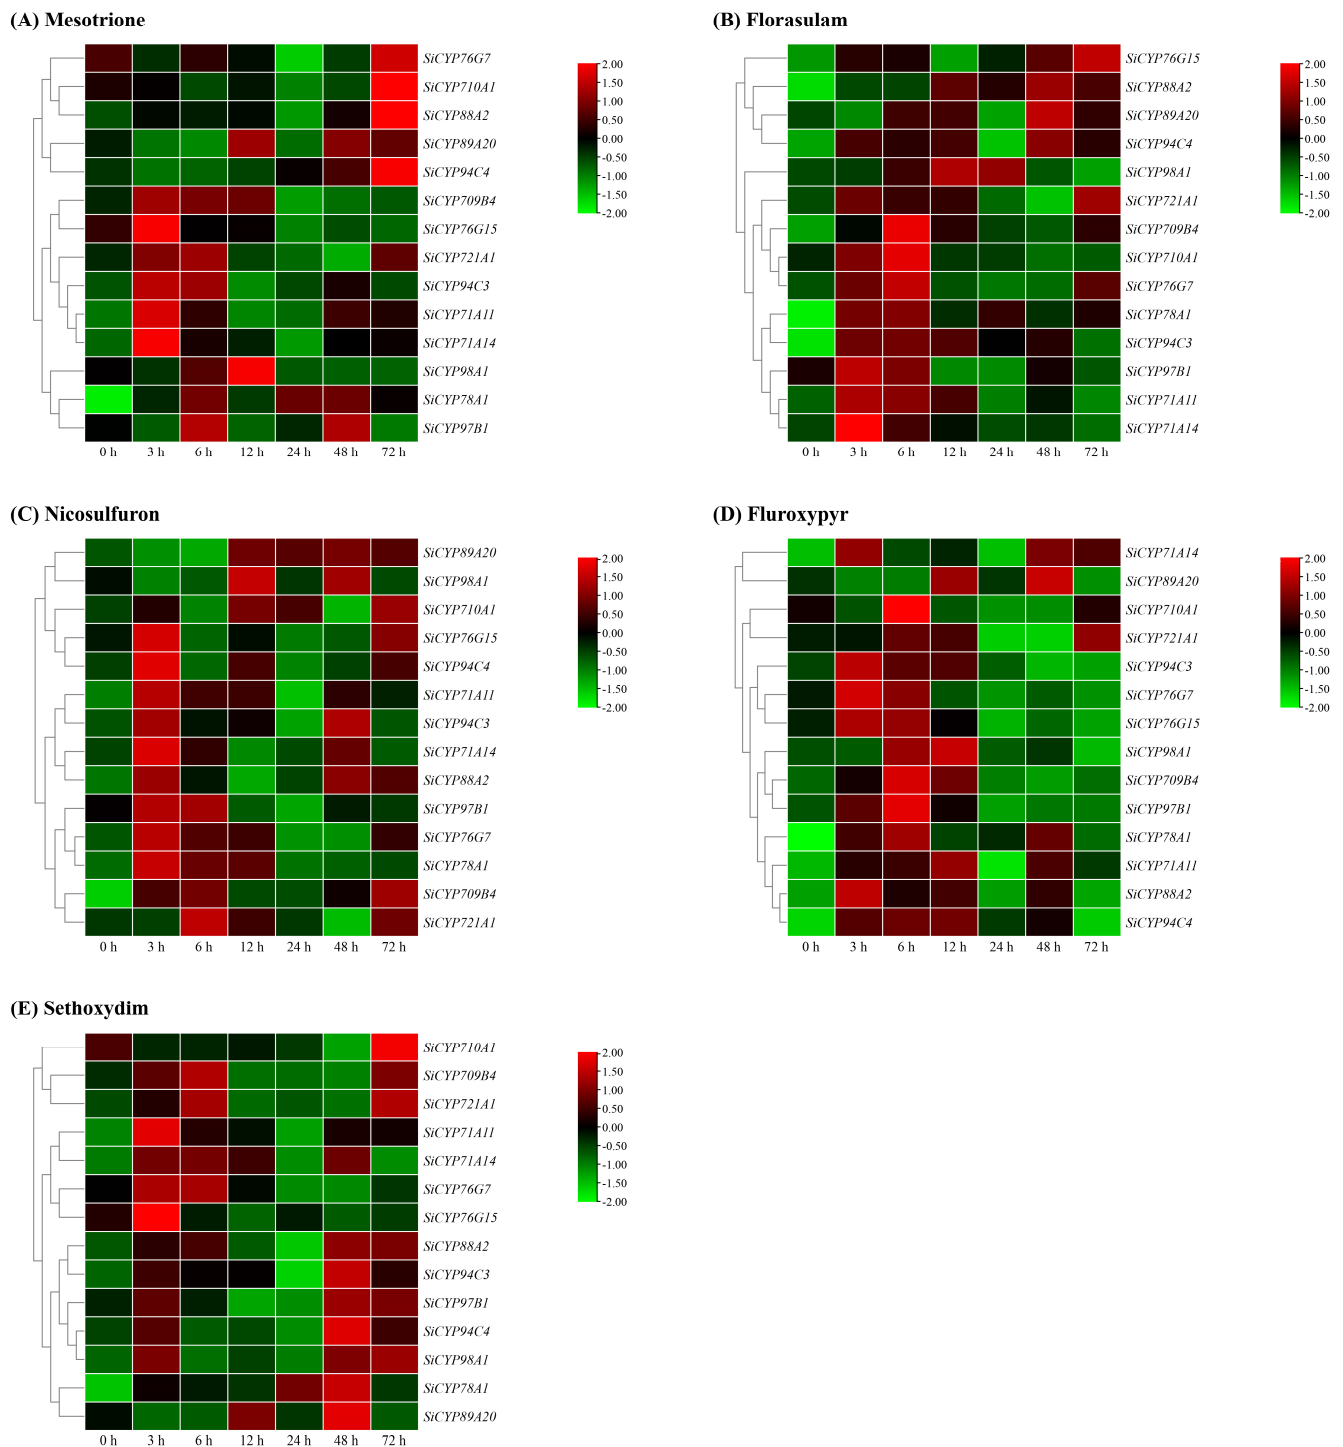 (A) Mesotrione
SiCYP76G7
SiCYP710A1
SiCYP88A2
SiCYP89A20
SiCYP94C4
SiCYP709B4
SiCYP76G15
SiCYP721A1
SiCYP94C3
SiCYP71A11
SiCYP71A14
SiCYP98A1
SiCYP78A1
SiCYP97B1
0 h 3 h 6 h 12 h 24 h 48 h 72 h
2.00
1.50
1.00
0.50
0.00
-0.50
-1.00
-1.50
-2.00
(B) Florasulam
SiCYP76G15
SiCYP88A2
SiCYP89A20
SiCYP94C4
SiCYP98A1
SiCYP721A1
SiCYP709B4
SiCYP710A1
SiCYP76G7
SiCYP78A1
SiCYP94C3
SiCYP97B1
SiCYP71A11
SiCYP71A14
0 h 3 h 6 h 12 h 24 h 48 h 72 h
2.00
1.50
1.00
0.50
0.00
-0.50
-1.00
-1.50
-2.00
(C) Nicosulfuron
SiCYP89A20
SiCYP98A1
SiCYP710A1
SiCYP76G15
SiCYP94C4
SiCYP71A11
SiCYP94C3
SiCYP71A14
SiCYP88A2
SiCYP97B1
SiCYP76G7
SiCYP78A1
SiCYP709B4
SiCYP721A1
0 h 3 h 6 h 12 h 24 h 48 h 72 h
2.00
1.50
1.00
0.50
0.00
-0.50
-1.00
-1.50
-2.00
(D) Fluroxypyr
SiCYP71A14
SiCYP89A20
SiCYP710A1
SiCYP721A1
SiCYP94C3
SiCYP76G7
SiCYP76G15
SiCYP98A1
SiCYP709B4
SiCYP97B1
SiCYP78A1
SiCYP71A11
SiCYP88A2
SiCYP94C4
0 h 3 h 6 h 12 h 24 h 48 h 72 h
2.00
1.50
1.00
0.50
0.00
-0.50
-1.00
-1.50
-2.00
(E) Sethoxydim
SiCYP710A1
SiCYP709B4
SiCYP721A1
SiCYP71A11
SiCYP71A14
SiCYP76G7
SiCYP76G15
SiCYP88A2
SiCYP94C3
SiCYP97B1
SiCYP94C4
SiCYP98A1
SiCYP78A1
SiCYP89A20
0 h 3 h 6 h 12 h 24 h 48 h 72 h
2.00
1.50
1.00
0.50
0.00
-0.50
-1.00
-1.50
-2.00